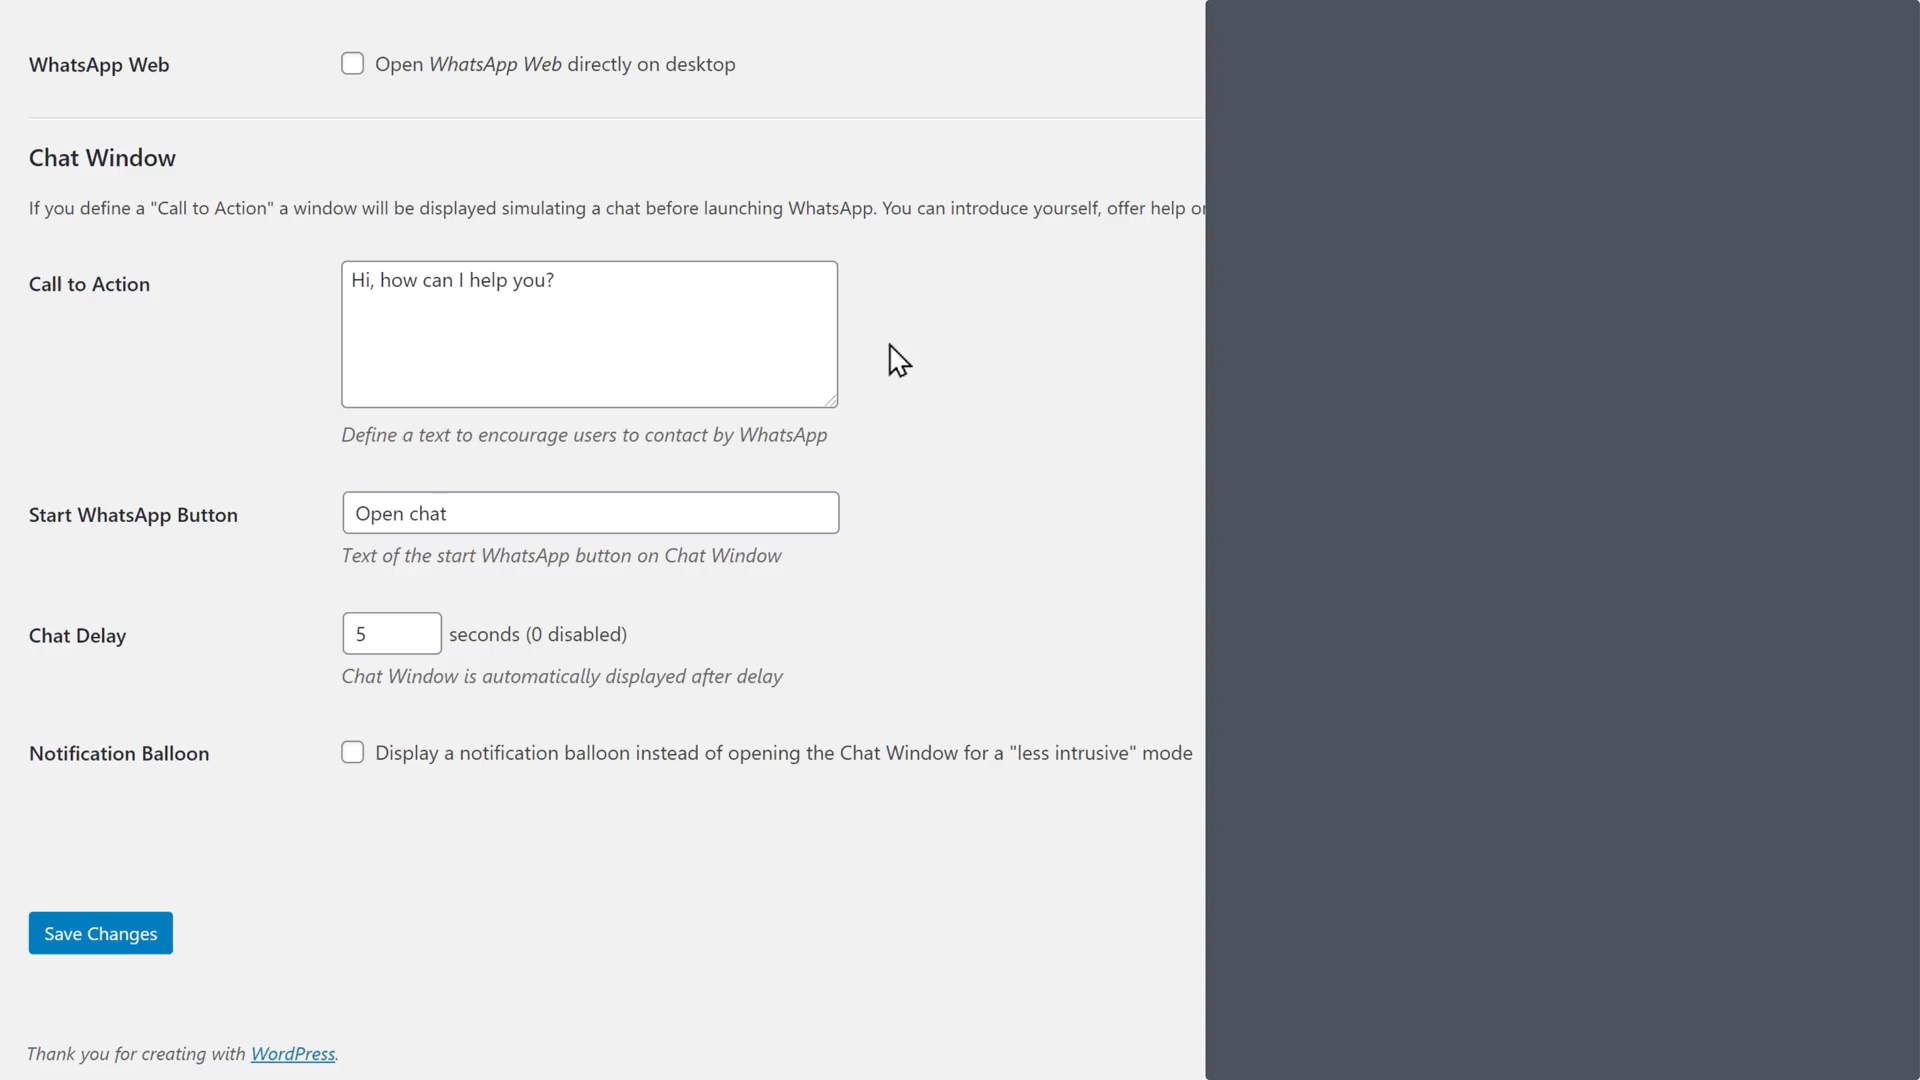 WhatsApp Web
Open WhatsApp Web directly on desktop
Chat Window
If you define a "Call to Action" a window will be displayed simulating a chat before launching WhatsApp. You can introduce yourself, offer help or
Call to Action
Hi, how can I help you?
Define a text to encourage users to contact by WhatsApp
Start WhatsApp Button
Open chat
Text of the start WhatsApp button on Chat Window
Chat Delay
5 seconds (0 disabled)
Chat Window is automatically displayed after delay
Notification Balloon
Display a notification balloon instead of opening the Chat Window for a "less intrusive" mode
Save Changes
Thank you for creating with WordPress.